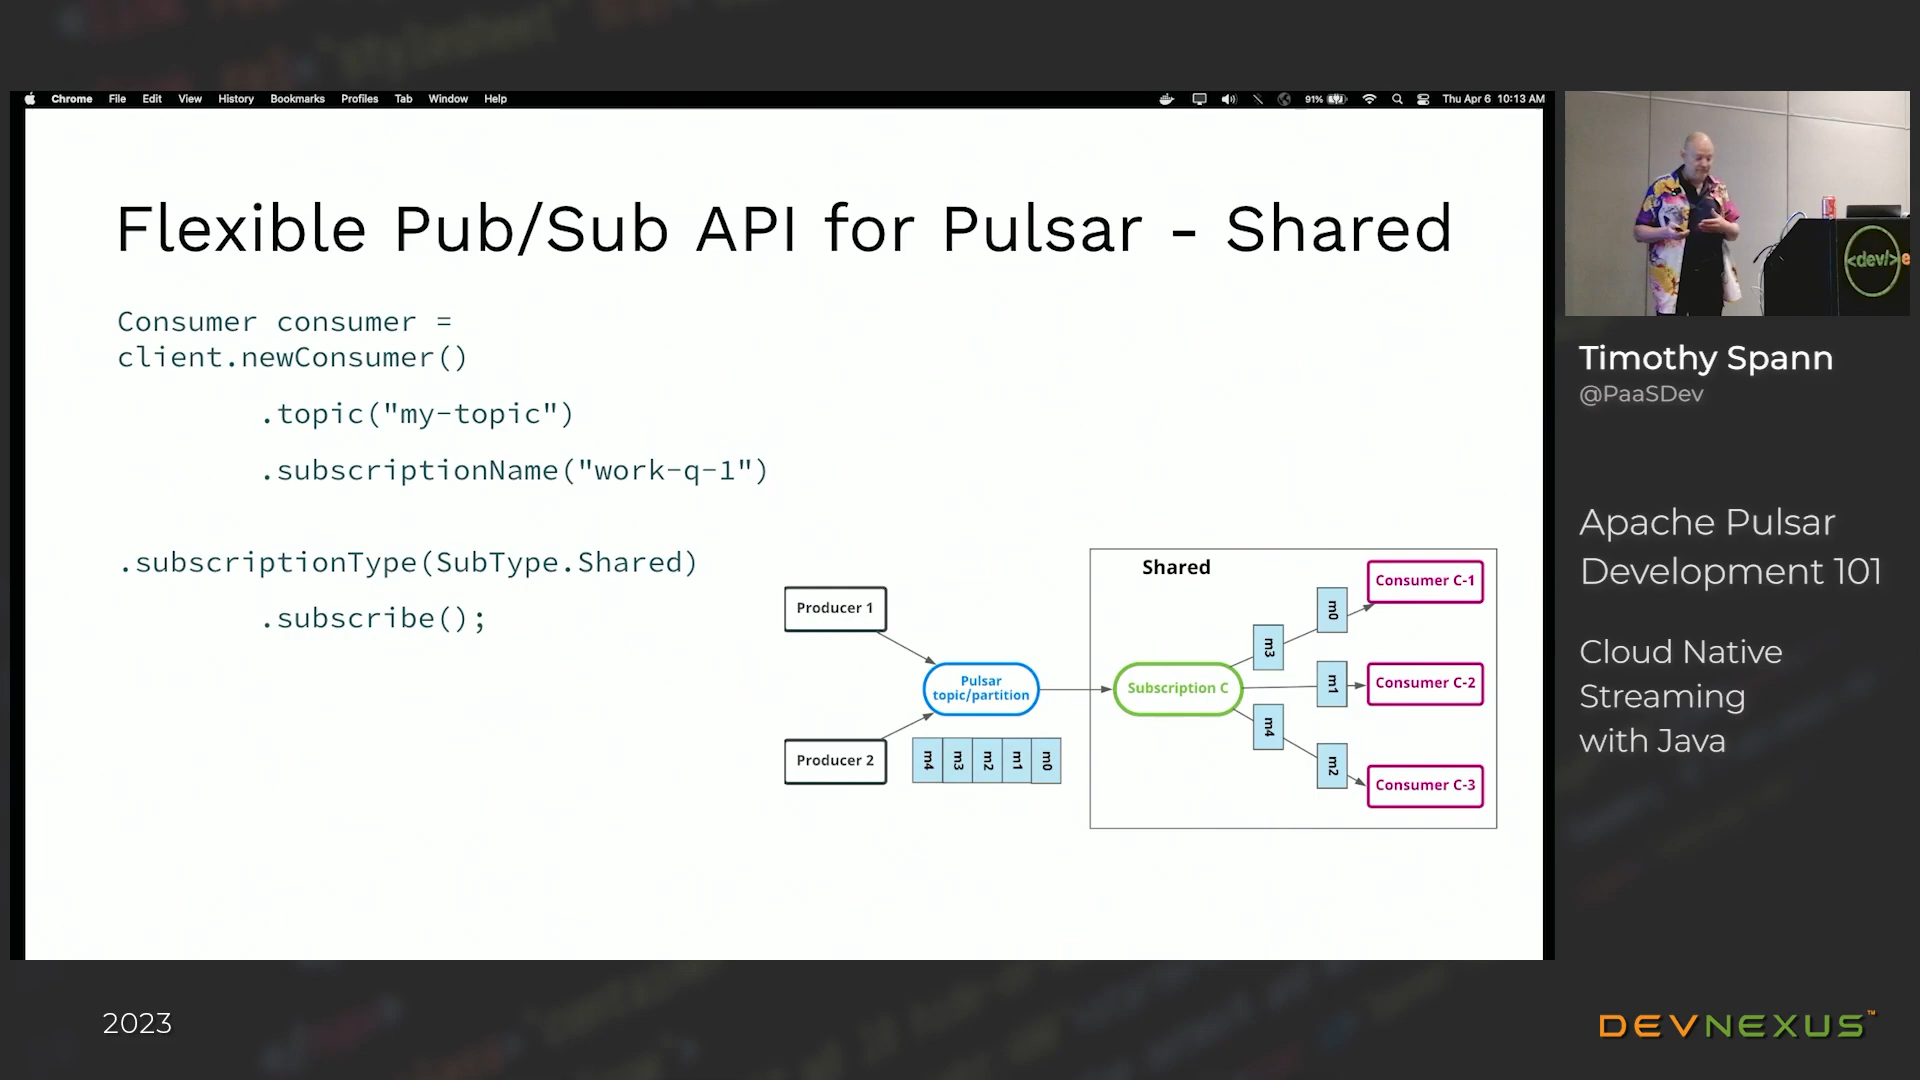 Chrome File Edit View History Bookmarks Profiles Tab Window Help
91% Thu Apr 6 10:13 AM
Flexible Pub/Sub API for Pulsar - Shared
Consumer consumer =
client.newConsumer()
.topic("my-topic")
.subscriptionName("work-q-1")
.subscriptionType(SubType.Shared)
.subscribe();
Producer 1
Producer 2
Pulsar
topic/partition
m4 m3 m2 m1 m0
Shared
Subscription C
m3
m0
m1
m4
m2
Consumer C-1
Consumer C-2
Consumer C-3
<dev/>
Timothy Spann
@PaaSDev
Apache Pulsar
Development 101
Cloud Native
Streaming
with Java
2023
DEVNEXUS™